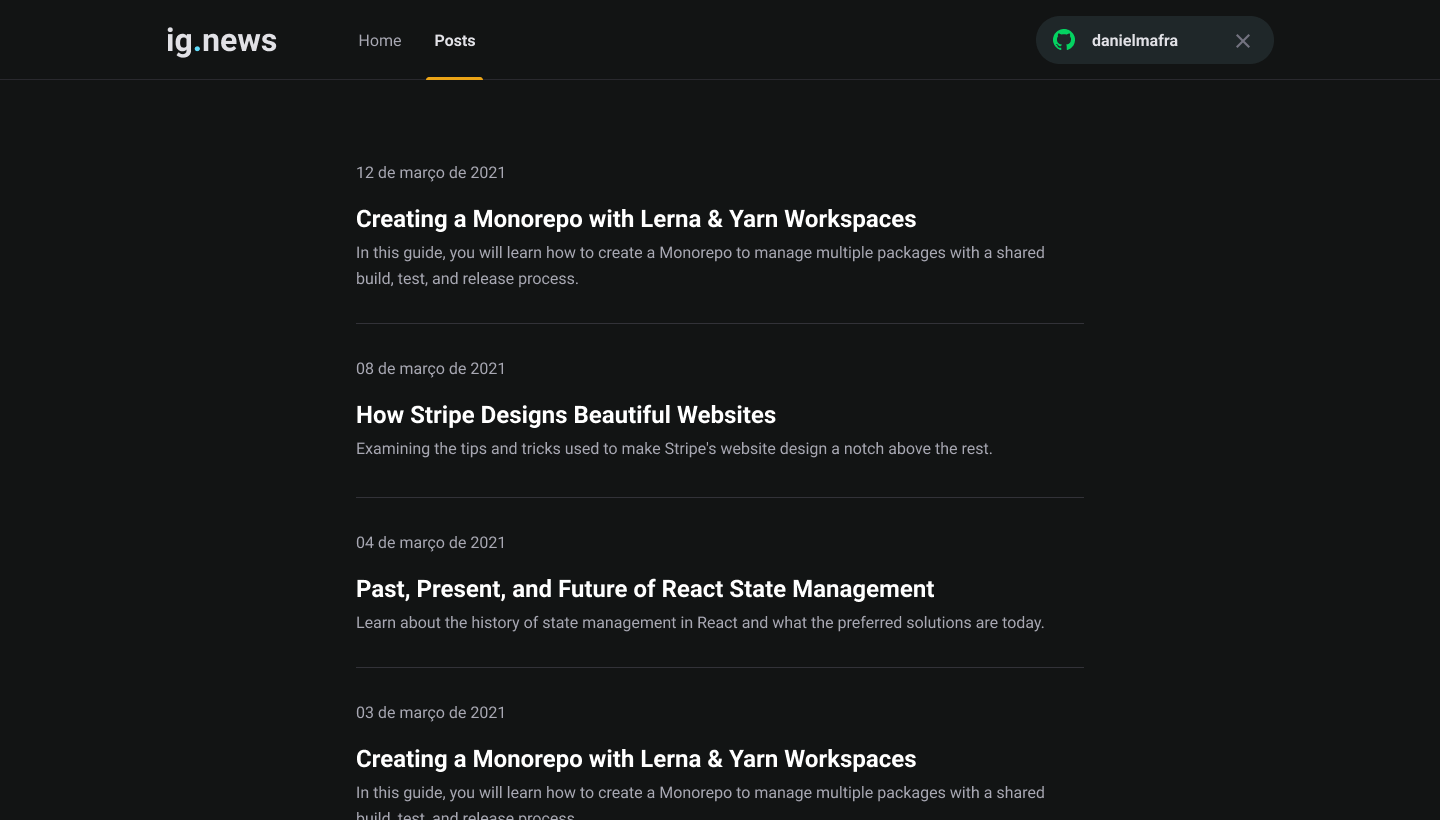 ig.news
Home
Posts
danielmafra
12 de março de 2021
Creating a Monorepo with Lerna & Yarn Workspaces
In this guide, you will learn how to create a Monorepo to manage multiple packages with a shared
build, test, and release process.
08 de março de 2021
How Stripe Designs Beautiful Websites
Examining the tips and tricks used to make Stripe's website design a notch above the rest.
04 de março de 2021
Past, Present, and Future of React State Management
Learn about the history of state management in React and what the preferred solutions are today.
03 de março de 2021
Creating a Monorepo with Lerna & Yarn Workspaces
In this guide, you will learn how to create a Monorepo to manage multiple packages with a shared
build, test, and release process.